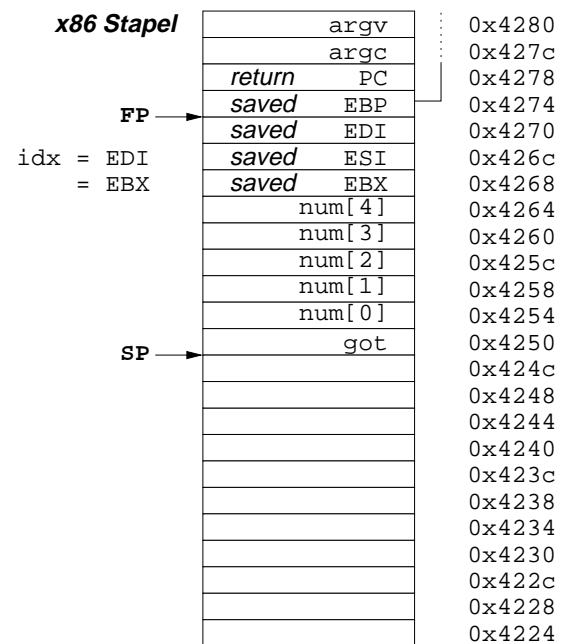 x86 Stapel argv 0x4280
argc 0x427c
return PC 0x4278
saved EBP 0x4274
FP
saved EDI 0x4270
idx = EDI saved ESI 0x426c
= EBX saved EBX 0x4268
num[4] 0x4264
num[3] 0x4260
num[2] 0x425c
num[1] 0x4258
num[0] 0x4254
got 0x4250
SP
0x424c
0x4248
0x4244
0x4240
0x423c
0x4238
0x4234
0x4230
0x422c
0x4228
0x4224